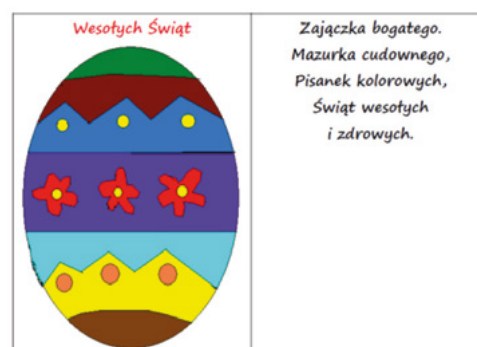 Wesołych Świąt
Zajączka bogatego.
Mazurka cudownego,
Pisanek kolorowych,
Świąt wesołych
i zdrowych.